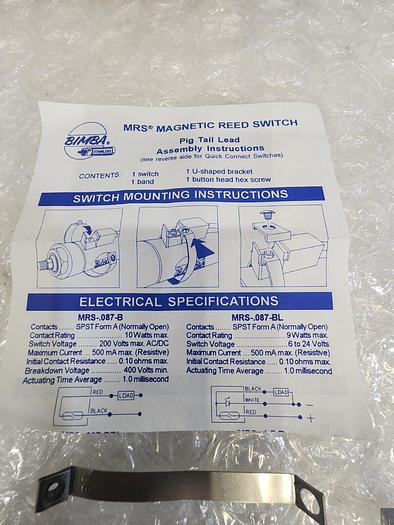 BIMBA®
STAINLESS
MRS® MAGNETIC REED SWITCH
Pig Tail Lead
Assembly Instructions
(see reverse side for Quick Connect Switches)
CONTENTS: 1 switch 1 U-shaped bracket
1 band 1 button head hex screw
SWITCH MOUNTING INSTRUCTIONS
ELECTRICAL SPECIFICATIONS
MRS-.087-B
Contacts ..... SPST Form A (Normally Open)
Contact Rating ..................... 10 Watts max.
Switch Voltage ........ 200 Volts max. AC/DC
Maximum Current ... 500 mA max. (Resistive)
Initial Contact Resistance ..... 0.10 ohms max.
Breakdown Voltage ............ 400 Volts min.
Actuating Time Average ....... 1.0 millisecond
RED
LOAD
BLACK
MRS-.087-BL
Contacts ..... SPST Form A (Normally Open)
Contact Rating ..................... 9 Watts max.
Switch Voltage ................... 6 to 24 Volts
Maximum Current .... 500 mA max. (Resistive)
Initial Contact Resistance ...... 0.10 ohms max.
Actuating Time Average ....... 1.0 millisecond
BLACK
LOAD
WHITE
RED